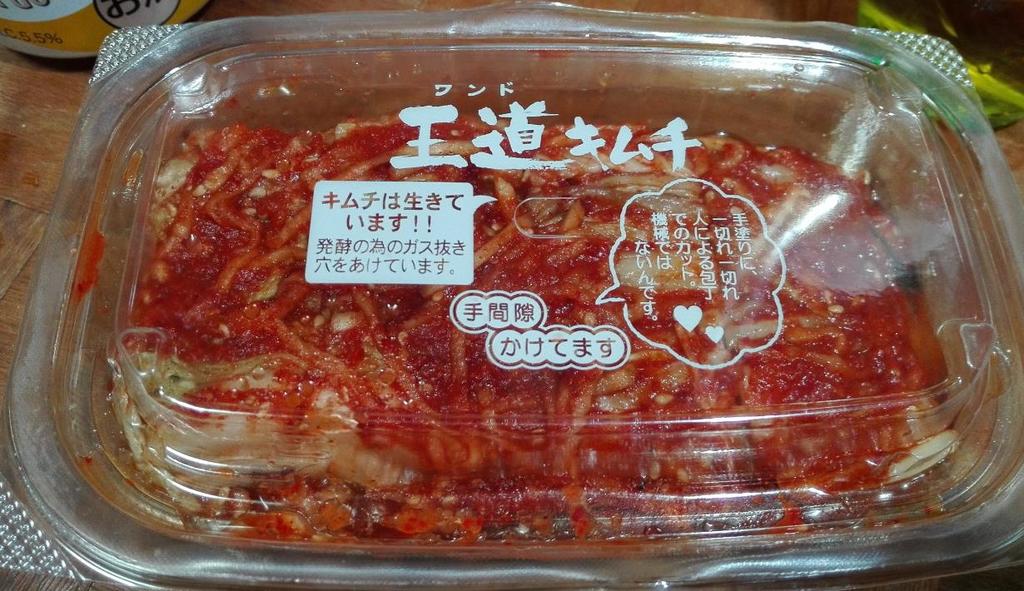 お
C.5.5%
ワンド
王道キムチ
キムチは生きて
います!!
発酵の為のガス抜き
穴をあけています。
手塗りに
一切れ一切れ
人による包丁
でのカット。
機械では
ないんです。
手間隙
かけてます